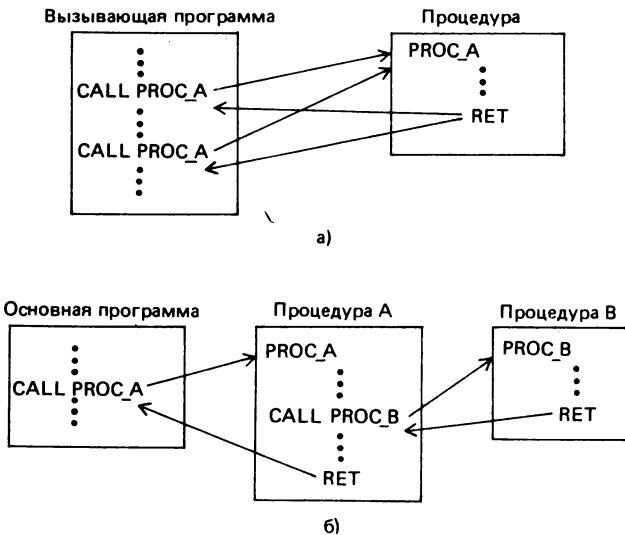 Вызывающая программа
Процедура
CALL PROC_A
CALL PROC_A
PROC_A
RET
а)
Основная программа
Процедура A
Процедура B
CALL PROC_A
PROC_A
CALL PROC_B
RET
PROC_B
RET
б)